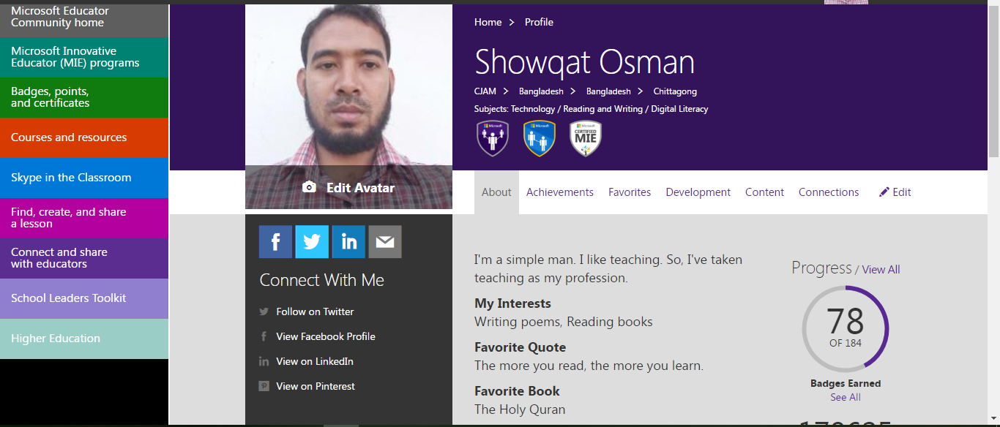 Microsoft Educator
Community home
Microsoft Innovative
Educator (MIE) programs
Badges, points,
and certificates
Courses and resources
Skype in the Classroom
Find, create, and share
a lesson
Connect and share
with educators
School Leaders Toolkit
Higher Education
Edit Avatar
Connect With Me
Follow on Twitter
View Facebook Profile
View on LinkedIn
View on Pinterest
Home > Profile
Showqat Osman
CJAM > Bangladesh > Bangladesh > Chittagong
Subjects: Technology / Reading and Writing / Digital Literacy
Microsoft
Microsoft
Microsoft
CERTIFIED
MIE
About Achievements Favorites Development Content Connections Edit
I'm a simple man. I like teaching. So, I've taken
teaching as my profession.
My Interests
Writing poems, Reading books
Favorite Quote
The more you read, the more you learn.
Favorite Book
The Holy Quran
Progress / View All
78
OF 184
Badges Earned
See All